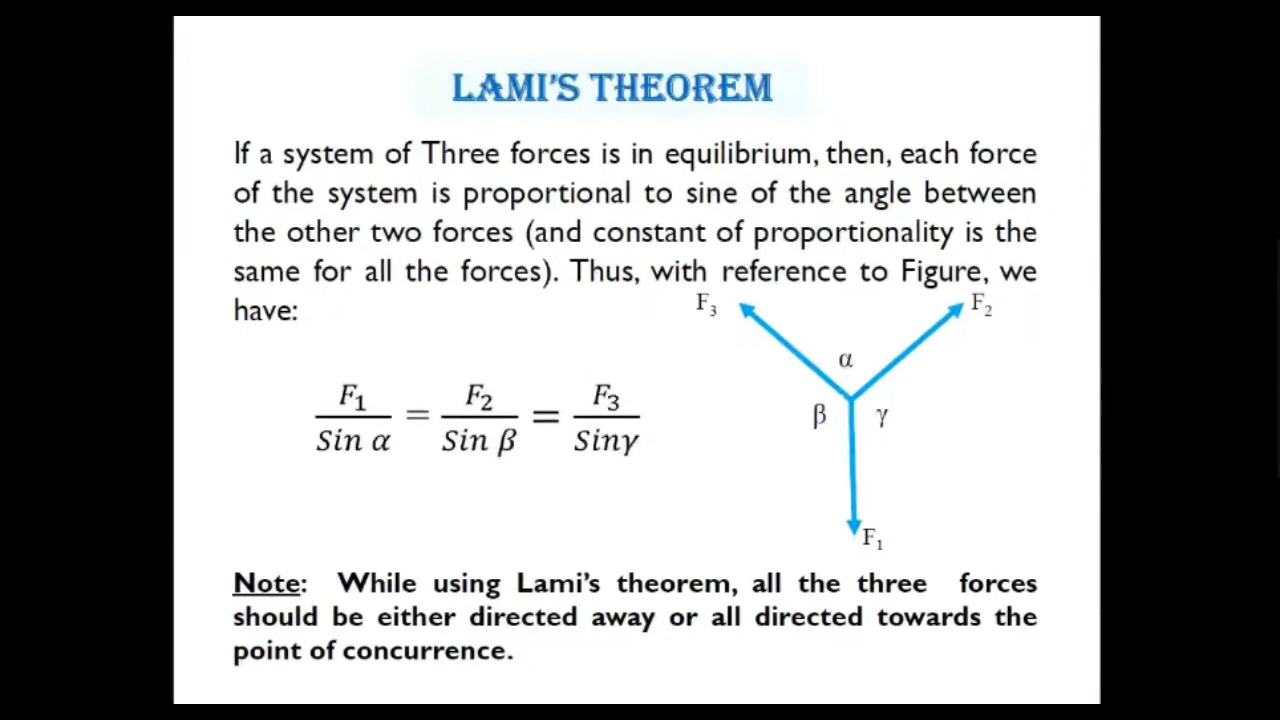 LAMI'S THEOREM
If a system of Three forces is in equilibrium, then, each force
of the system is proportional to sine of the angle between
the other two forces (and constant of proportionality is the
same for all the forces). Thus, with reference to Figure, we
have:
F₃
F₂
α
β
γ
F₁
F₁/Sin α = F₂/Sin β = F₃/Sinγ
Note: While using Lami's theorem, all the three forces
should be either directed away or all directed towards the
point of concurrence.